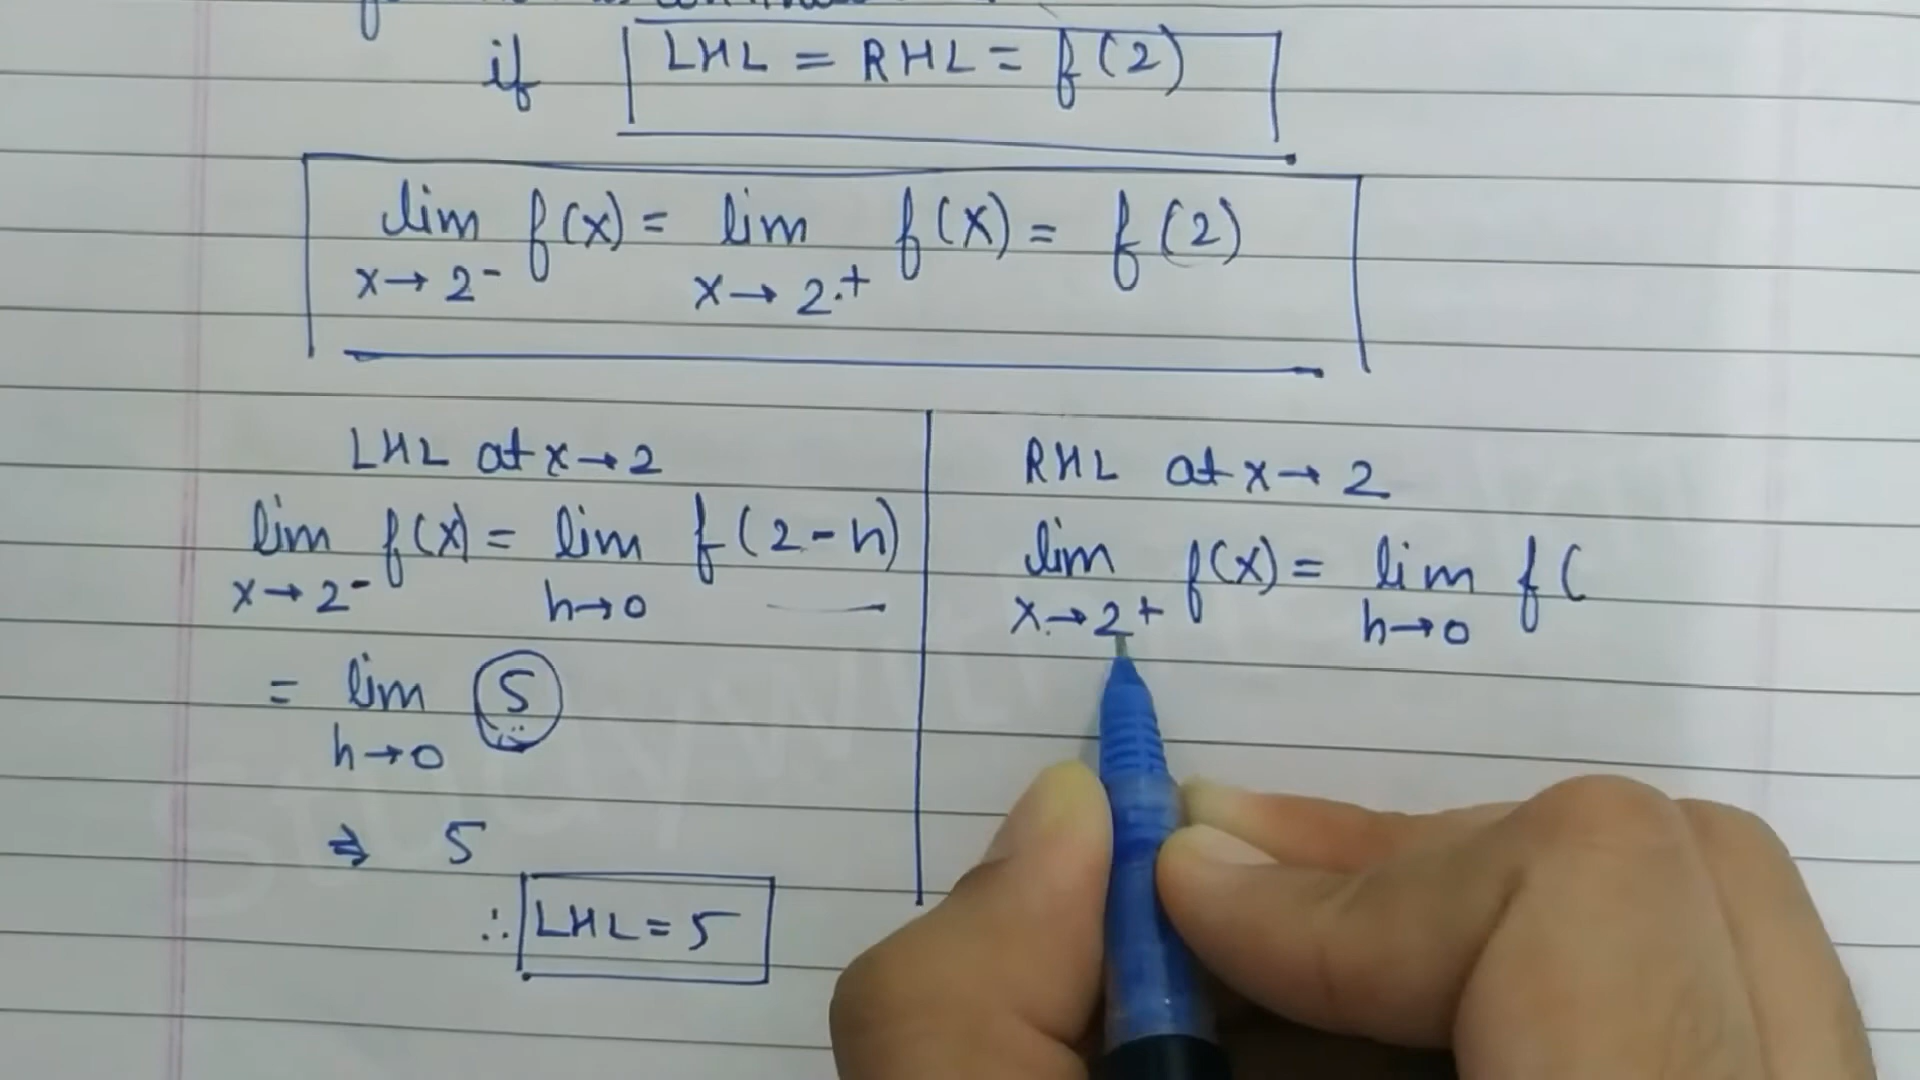 if LHL = RHL = f(2)
lim f(x) = lim f(x) = f(2)
x→2- x→2+
LHL at x→2
lim f(x) = lim f(2-h)
x→2- h→0
= lim 5
h→0
⇒ 5
∴ LHL = 5
RHL at x→2
lim f(x) = lim f(
x→2+ h→0